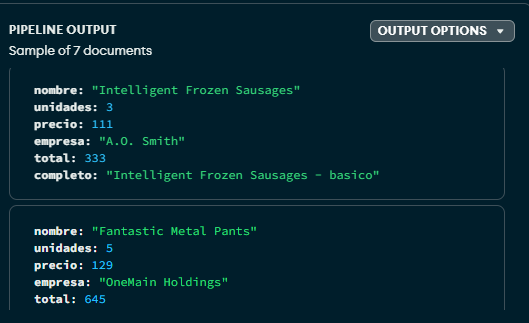 PIPELINE OUTPUT
OUTPUT OPTIONS
Sample of 7 documents
nombre: "Intelligent Frozen Sausages"
unidades: 3
precio: 111
empresa: "A.O. Smith"
total: 333
completo: "Intelligent Frozen Sausages - basico"
nombre: "Fantastic Metal Pants"
unidades: 5
precio: 129
empresa: "OneMain Holdings"
total: 645